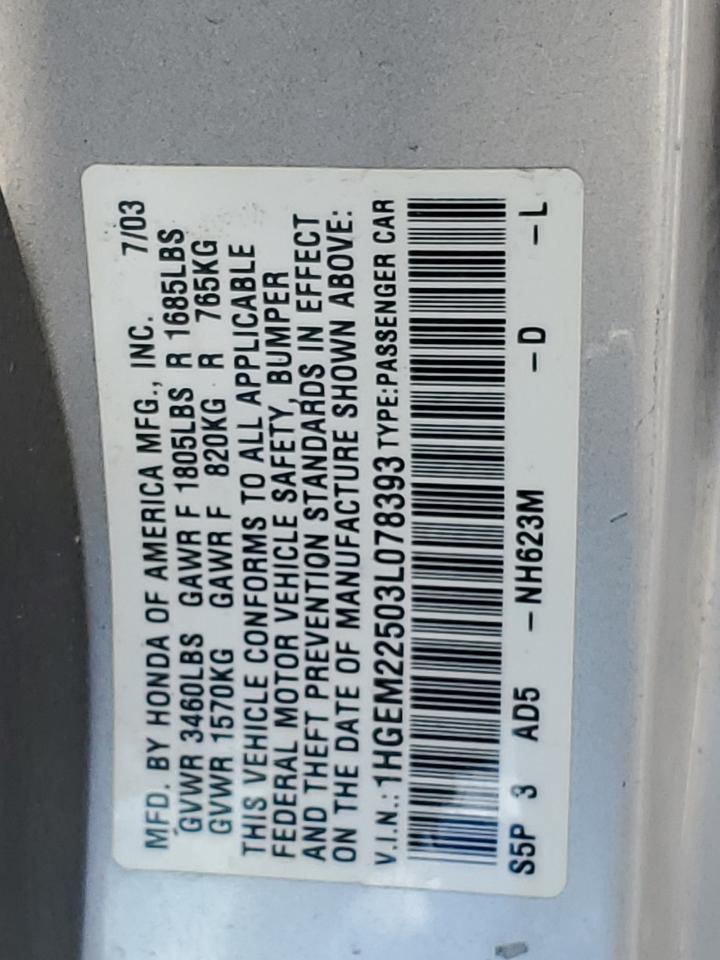 MFD. BY HONDA OF AMERICA MFG., INC. 7/03
GVWR 3460LBS GAWR F 1805LBS R 1685LBS
GVWR 1570KG GAWR F 820KG R 765KG
THIS VEHICLE CONFORMS TO ALL APPLICABLE
FEDERAL MOTOR VEHICLE SAFETY, BUMPER
AND THEFT PREVENTION STANDARDS IN EFFECT
ON THE DATE OF MANUFACTURE SHOWN ABOVE:
V.I.N.: 1HGEM22503L078393 TYPE:PASSENGER CAR
S5P 3 AD5 -NH623M -D -L